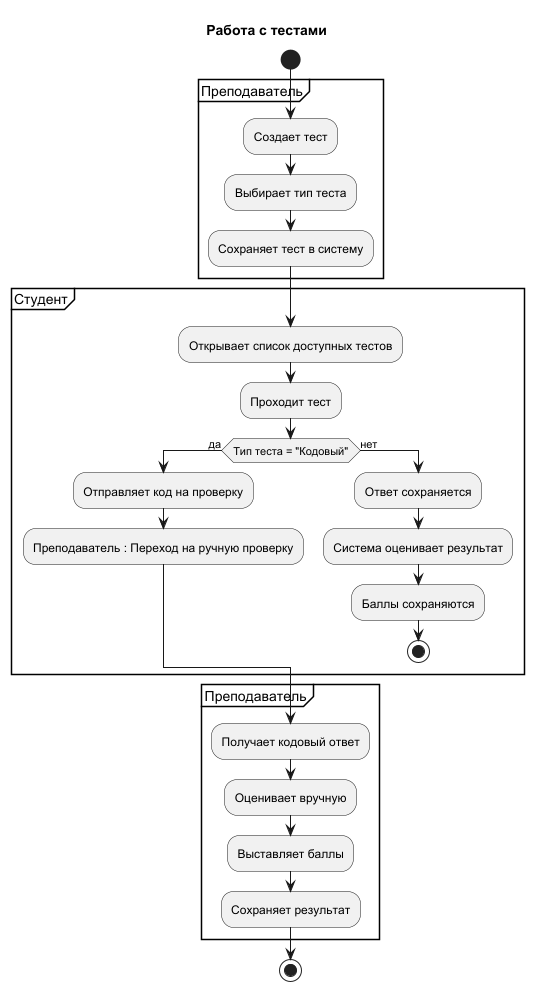 Работа с тестами
Преподаватель
Создает тест
Выбирает тип теста
Сохраняет тест в систему
Студент
Открывает список доступных тестов
Проходит тест
да
Тип теста = "Кодовый"
нет
Отправляет код на проверку
Ответ сохраняется
Преподаватель : Переход на ручную проверку
Система оценивает результат
Баллы сохраняются
Преподаватель
Получает кодовый ответ
Оценивает вручную
Выставляет баллы
Сохраняет результат